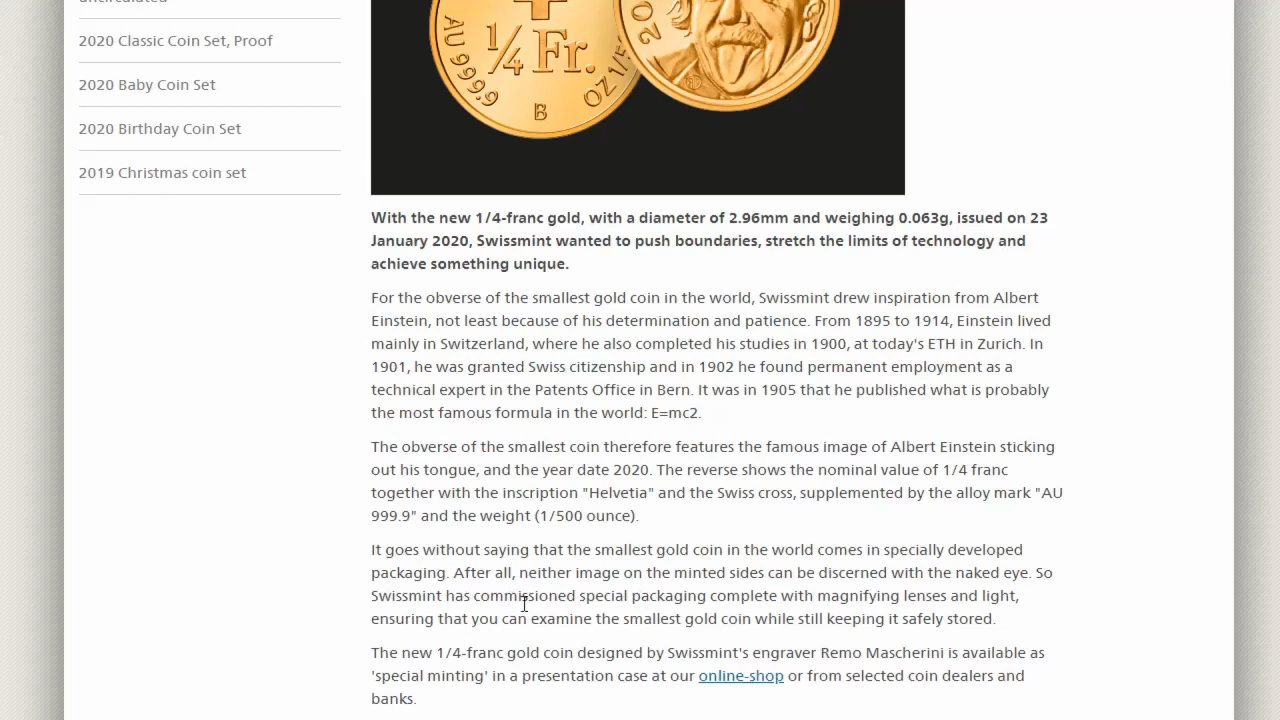 uncirculated
2020 Classic Coin Set, Proof
2020 Baby Coin Set
2020 Birthday Coin Set
2019 Christmas coin set
1/4 Fr.
AU 999.9
B
OZ 1/5
20
With the new 1/4-franc gold, with a diameter of 2.96mm and weighing 0.063g, issued on 23
January 2020, Swissmint wanted to push boundaries, stretch the limits of technology and
achieve something unique.
For the obverse of the smallest gold coin in the world, Swissmint drew inspiration from Albert
Einstein, not least because of his determination and patience. From 1895 to 1914, Einstein lived
mainly in Switzerland, where he also completed his studies in 1900, at today's ETH in Zurich. In
1901, he was granted Swiss citizenship and in 1902 he found permanent employment as a
technical expert in the Patents Office in Bern. It was in 1905 that he published what is probably
the most famous formula in the world: E=mc2.
The obverse of the smallest coin therefore features the famous image of Albert Einstein sticking
out his tongue, and the year date 2020. The reverse shows the nominal value of 1/4 franc
together with the inscription "Helvetia" and the Swiss cross, supplemented by the alloy mark "AU
999.9" and the weight (1/500 ounce).
It goes without saying that the smallest gold coin in the world comes in specially developed
packaging. After all, neither image on the minted sides can be discerned with the naked eye. So
Swissmint has commissioned special packaging complete with magnifying lenses and light,
ensuring that you can examine the smallest gold coin while still keeping it safely stored.
The new 1/4-franc gold coin designed by Swissmint's engraver Remo Mascherini is available as
'special minting' in a presentation case at our online-shop or from selected coin dealers and
banks.